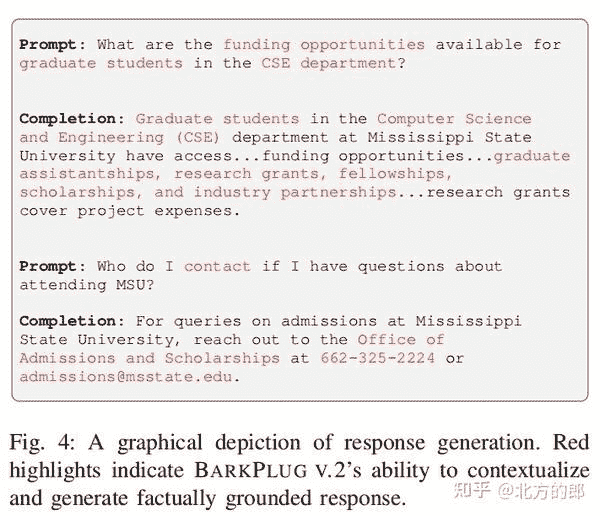 Prompt: What are the funding opportunities available for
graduate students in the CSE department?
Completion: Graduate students in the Computer Science
and Engineering (CSE) department at Mississippi State
University have access...funding opportunities...graduate
assistantships, research grants, fellowships,
scholarships, and industry partnerships...research grants
cover project expenses.
Prompt: Who do I contact if I have questions about
attending MSU?
Completion: For queries on admissions at Mississippi
State University, reach out to the Office of
Admissions and Scholarships at 662-325-2224 or
admissions@msstate.edu.
Fig. 4: A graphical depiction of response generation. Red
highlights indicate BARKPLUG V.2's ability to contextualize
and generate factually grounded response.
知乎 @北方的郎